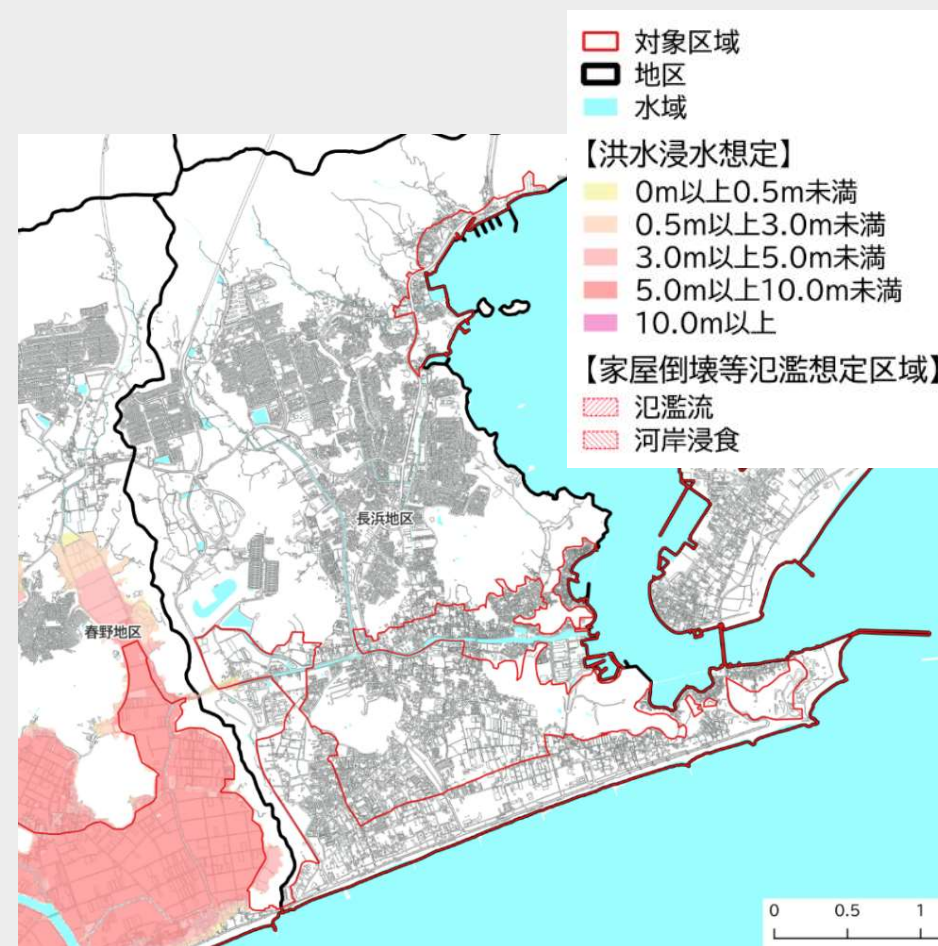 対象区域
地区
水域
【洪水浸水想定】
0m以上0.5m未満
0.5m以上3.0m未満
3.0m以上5.0m未満
5.0m以上10.0m未満
10.0m以上
【家屋倒壊等氾濫想定区域】
氾濫流
河岸浸食
長浜地区
春野地区
0 0.5 1